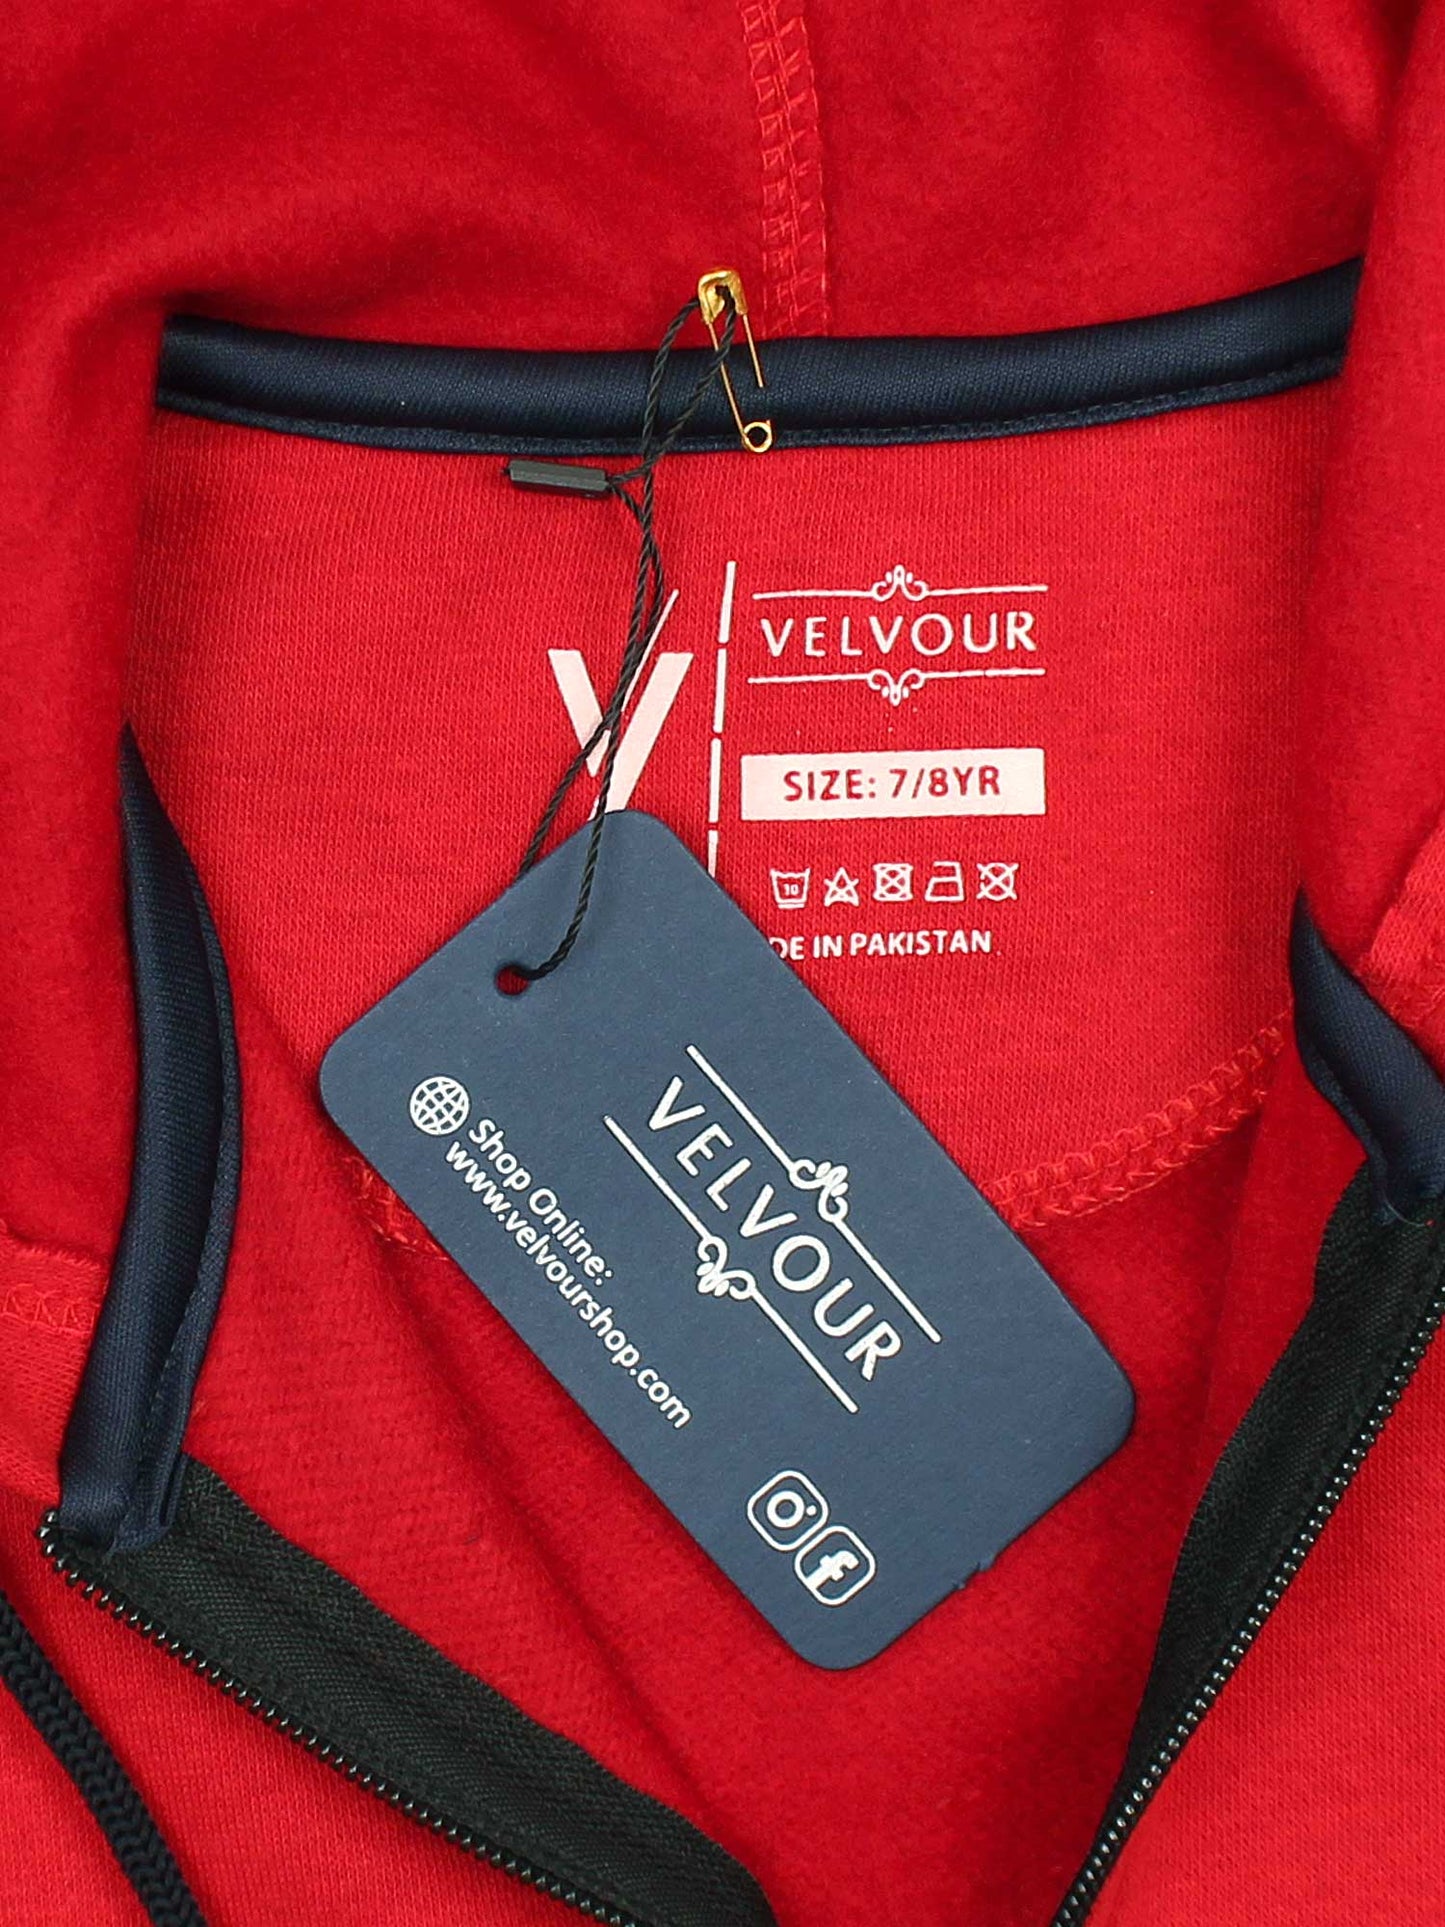 VELVOUR
SIZE: 7/8YR
DE IN PAKISTAN
VELVOUR
Shop Online:
www.velvourshop.com